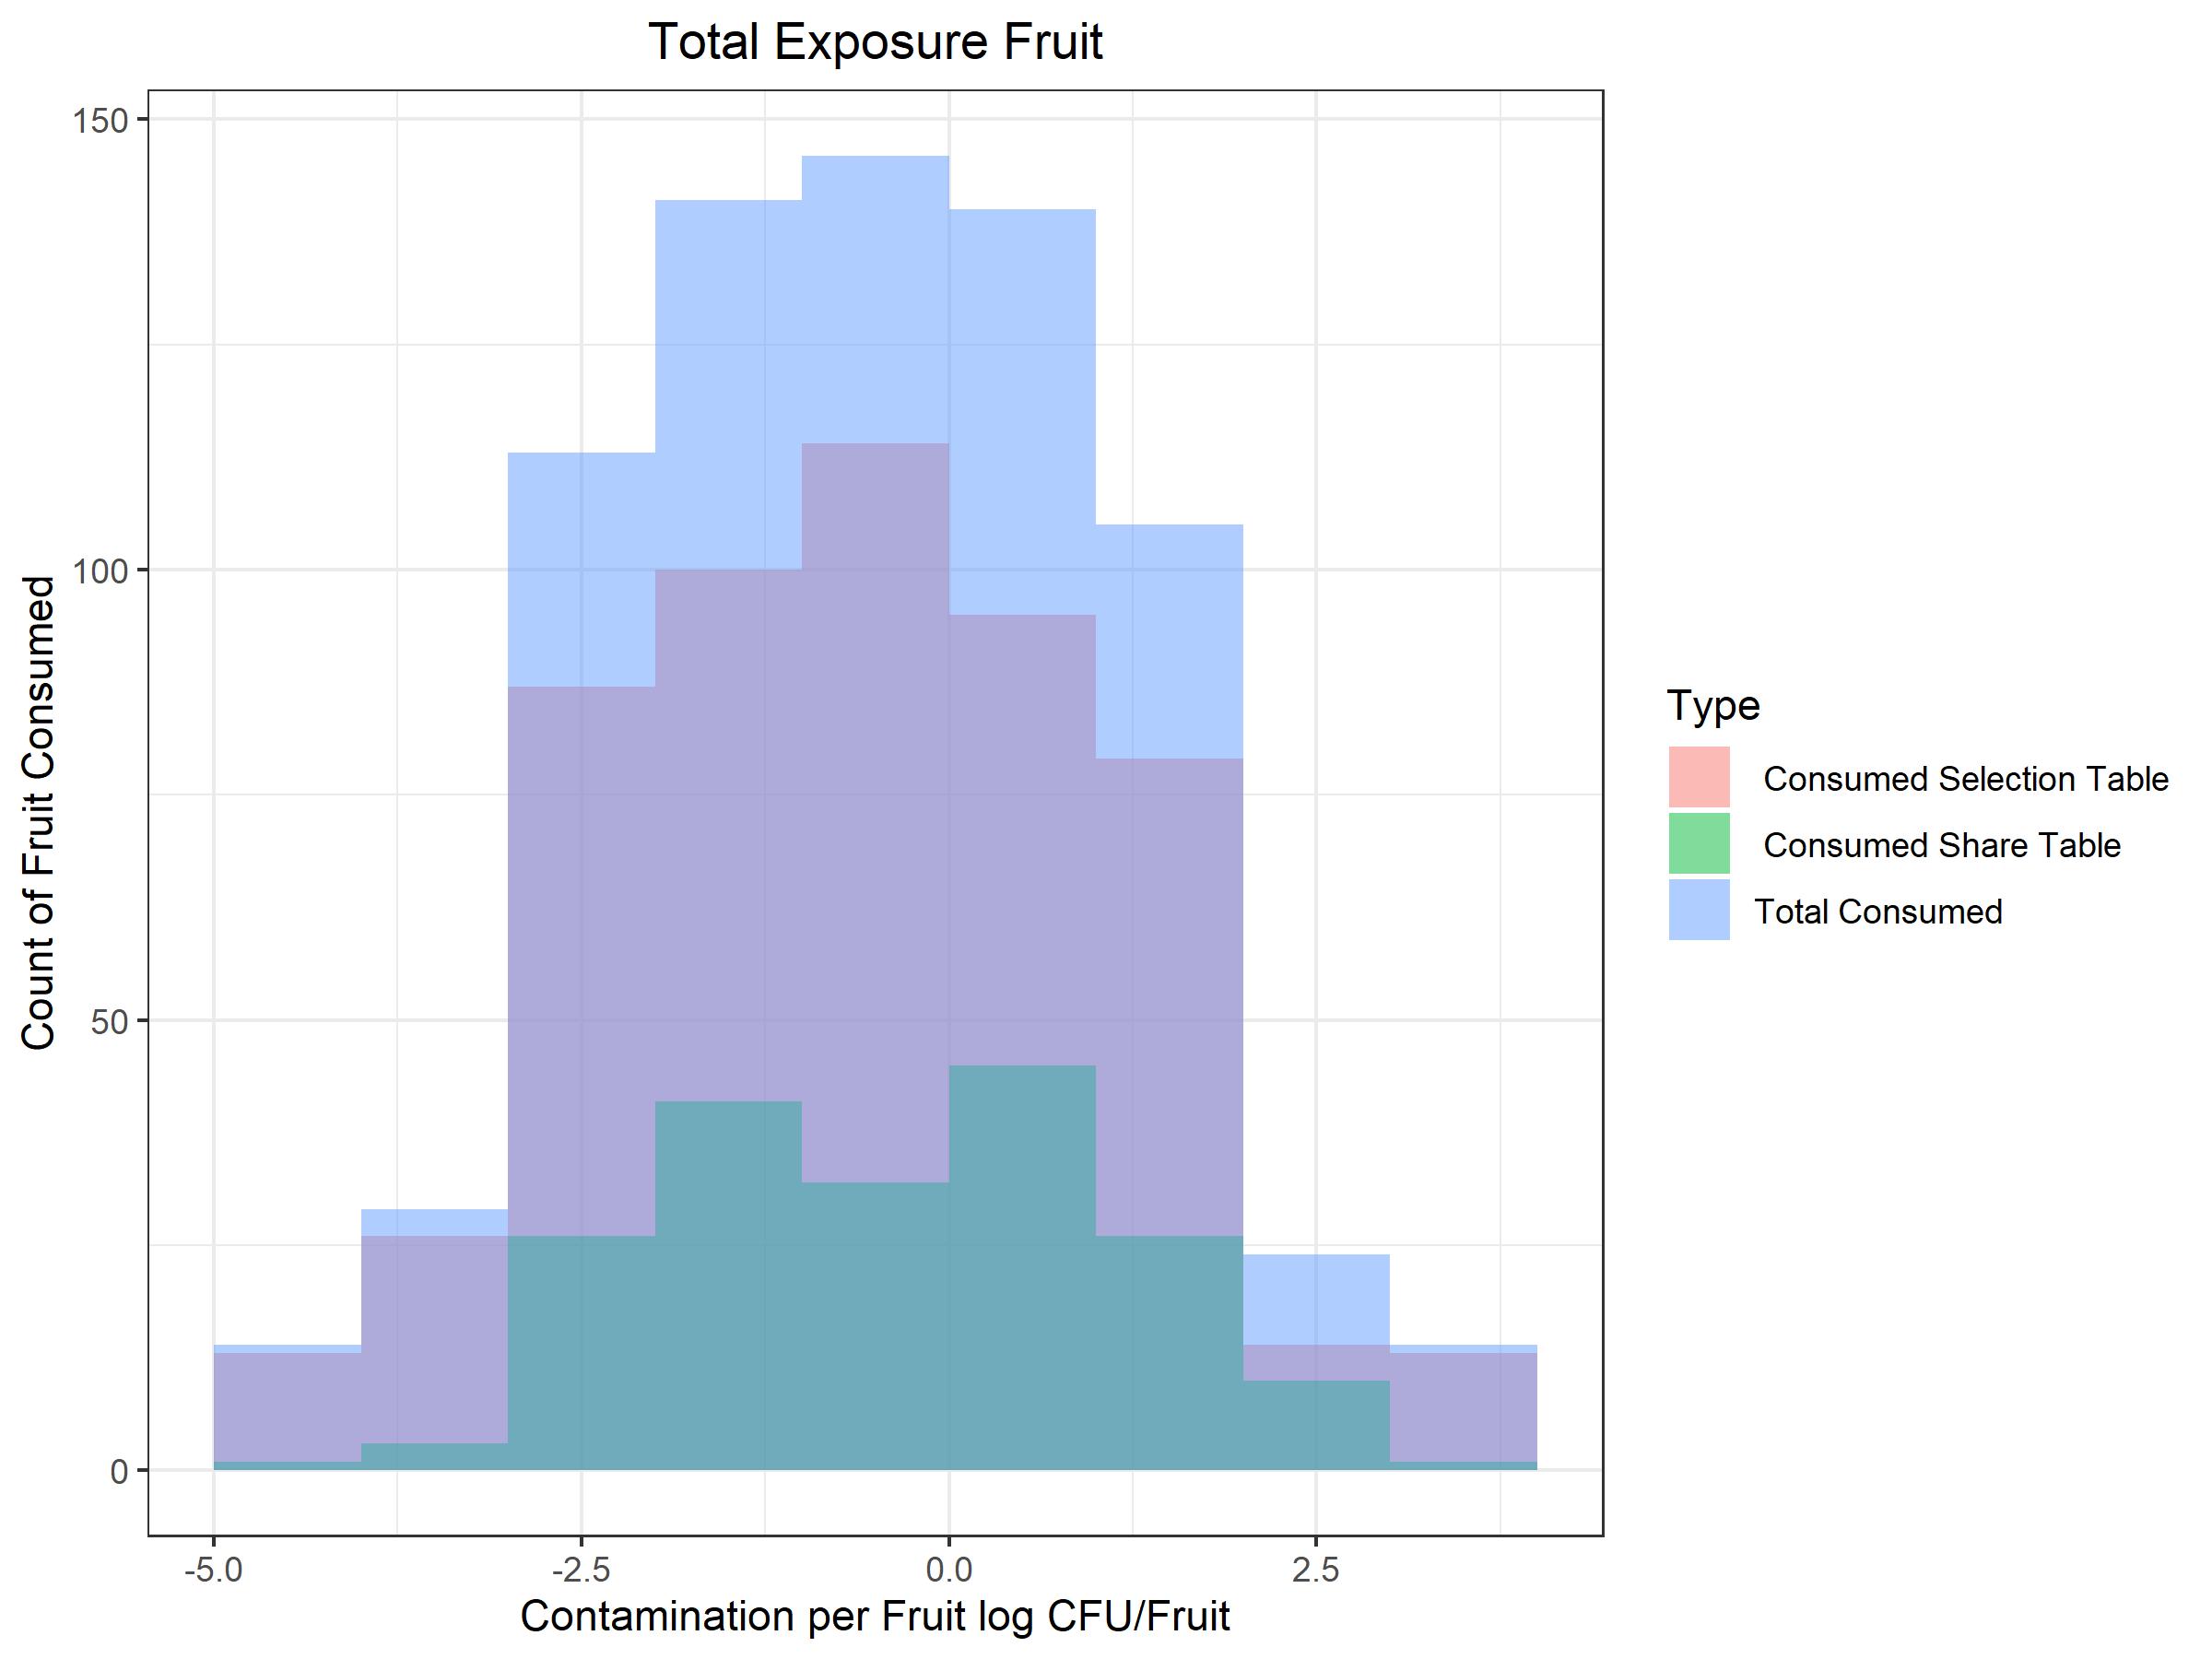 Total Exposure Fruit
Count of Fruit Consumed
150
100
50
0
-5.0
-2.5
0.0
2.5
Contamination per Fruit log CFU/Fruit
Type
Consumed Selection Table
Consumed Share Table
Total Consumed